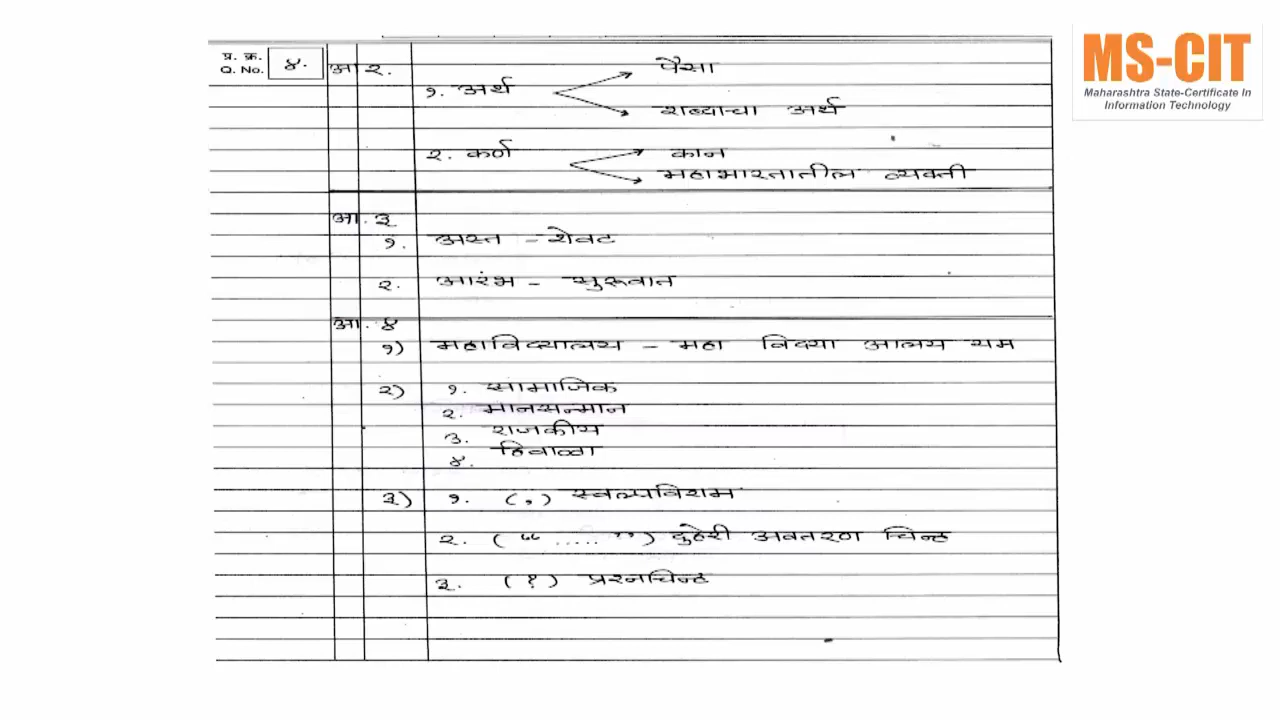 प्र. क्र.
Q. No.
४.
आ २.
१. अर्थ
पैसा
शब्दाचा अर्थ
२. कर्ण
कान
महाभारतातील व्यक्ती
आ. ३
१. अस्त - शेवट
२. आरंभ - सुरूवात
आ. ४
१) महाविद्यालय - महा विद्या आलय यम
२) १. सामाजिक
२. मानसन्मान
३. राजकीय
४. हिवाळा
३) १. (,) स्वल्पविराम
२. ( “ ..... ” ) दुहेरी अवतरण चिन्ह
३. (?) प्रश्नचिन्ह
MS-CIT
Maharashtra State-Certificate In
Information Technology